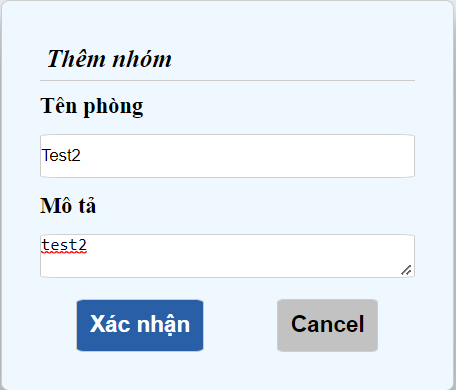 Thêm nhóm
Tên phòng
Test2
Mô tả
test2
Xác nhận
Cancel